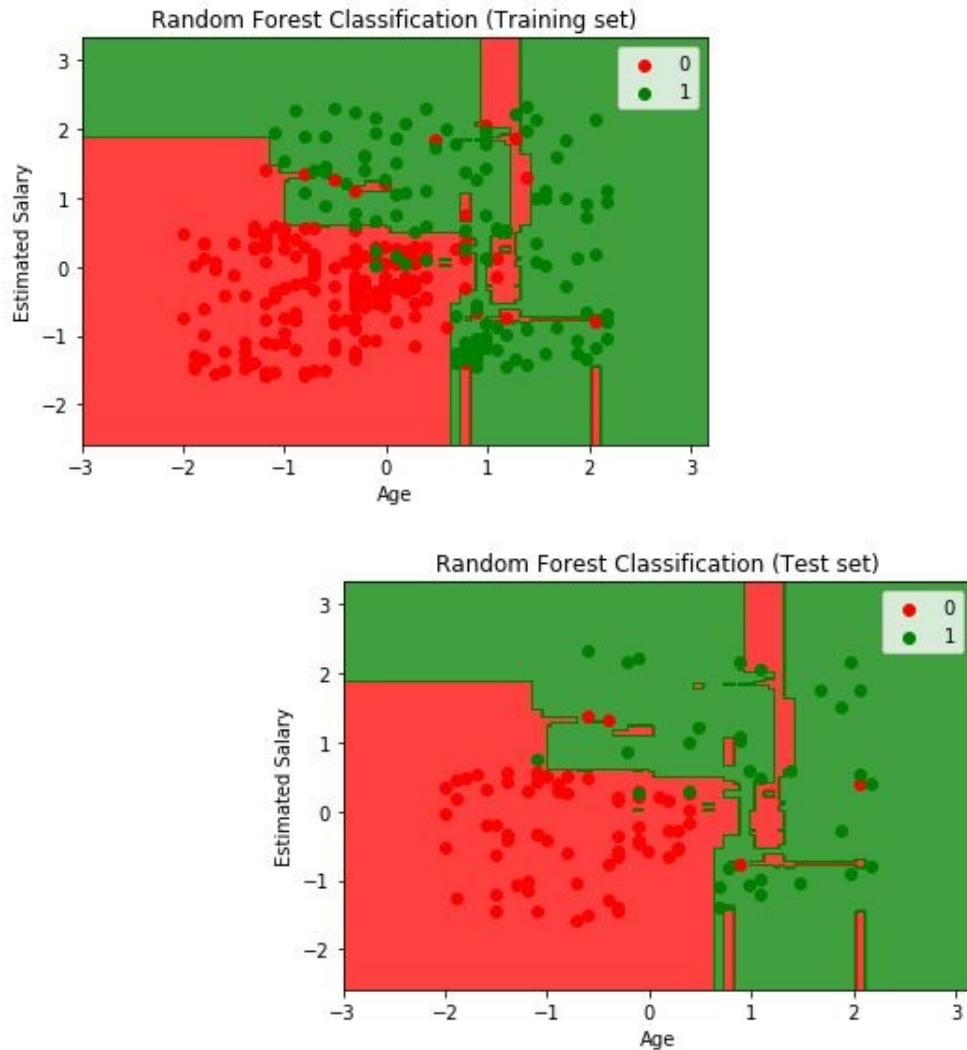 Random Forest Classification (Training set)
3
2
1
0
−1
−2
Estimated Salary
0
1
−3 −2 −1 0 1 2 3
Age
Random Forest Classification (Test set)
3
2
1
0
−1
−2
Estimated Salary
0
1
−3 −2 −1 0 1 2 3
Age